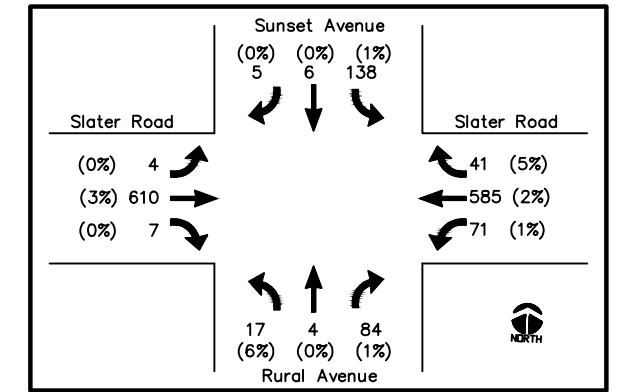 Sunset Avenue
(0%) (0%) (1%)
5 6 138
Slater Road
Slater Road
(0%) 4
(3%) 610
(0%) 7
41 (5%)
585 (2%)
71 (1%)
17 4 84
(6%) (0%) (1%)
Rural Avenue
NORTH